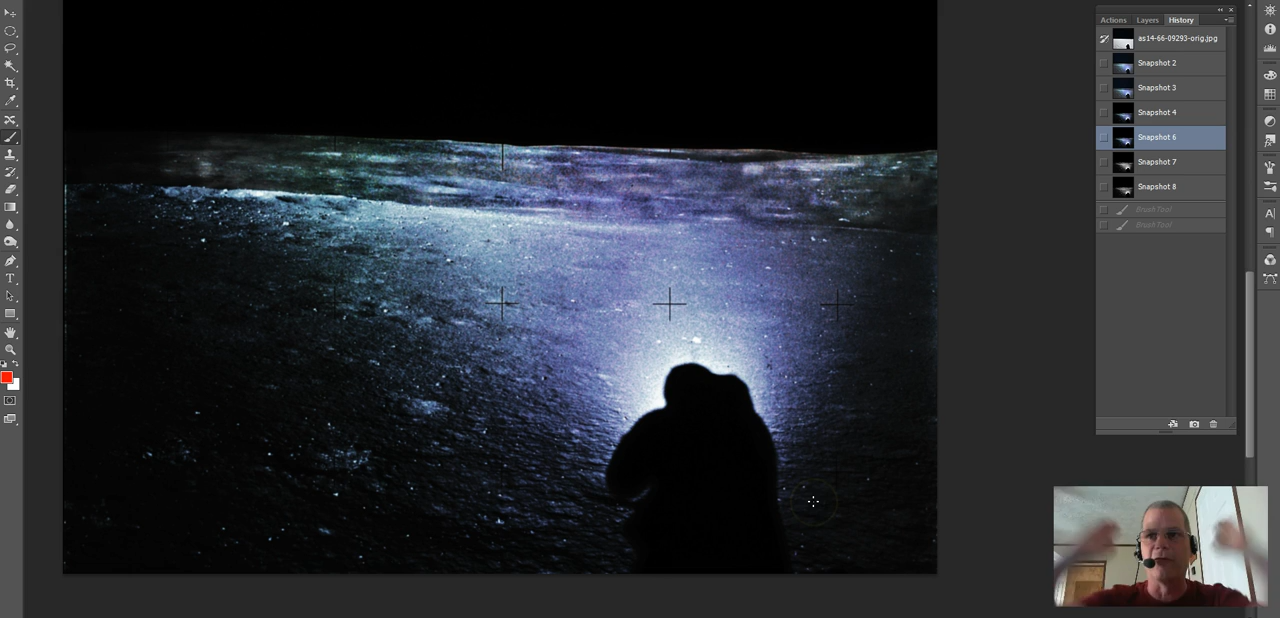 Actions Layers History
as14-66-09293-orig.jpg
Snapshot 2
Snapshot 3
Snapshot 4
Snapshot 6
Snapshot 7
Snapshot 8
Brush Tool
Brush Tool